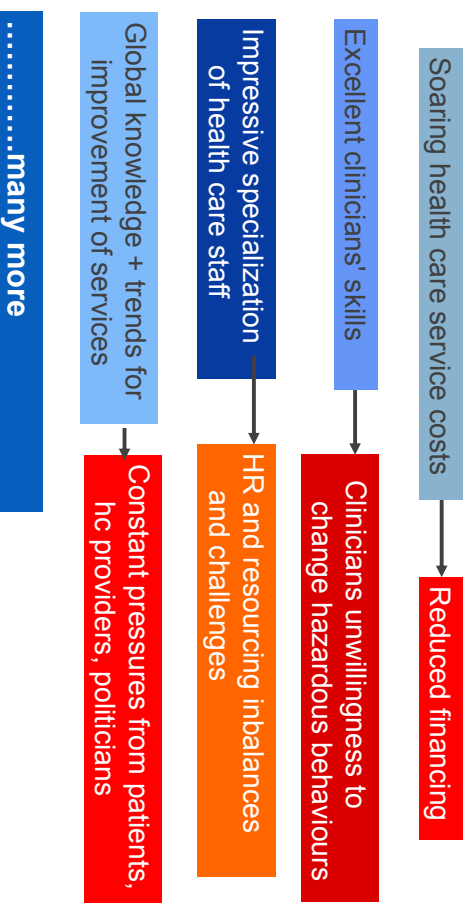 Soaring health care service costs
Reduced financing
Excellent clinicians' skills
Clinicians unwillingness to
change hazardous behaviours
Impressive specialization
of health care staff
HR and resourcing inbalances
and challenges
Global knowledge + trends for
improvement of services
Constant pressures from patients,
hc providers, politicians
…………many more